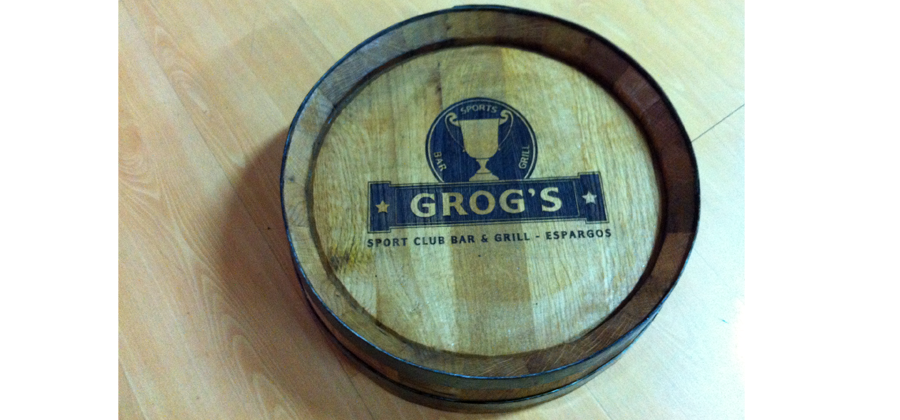 SPORTS
BAR GRILL
GROG'S
SPORT CLUB BAR & GRILL - ESPARGOS